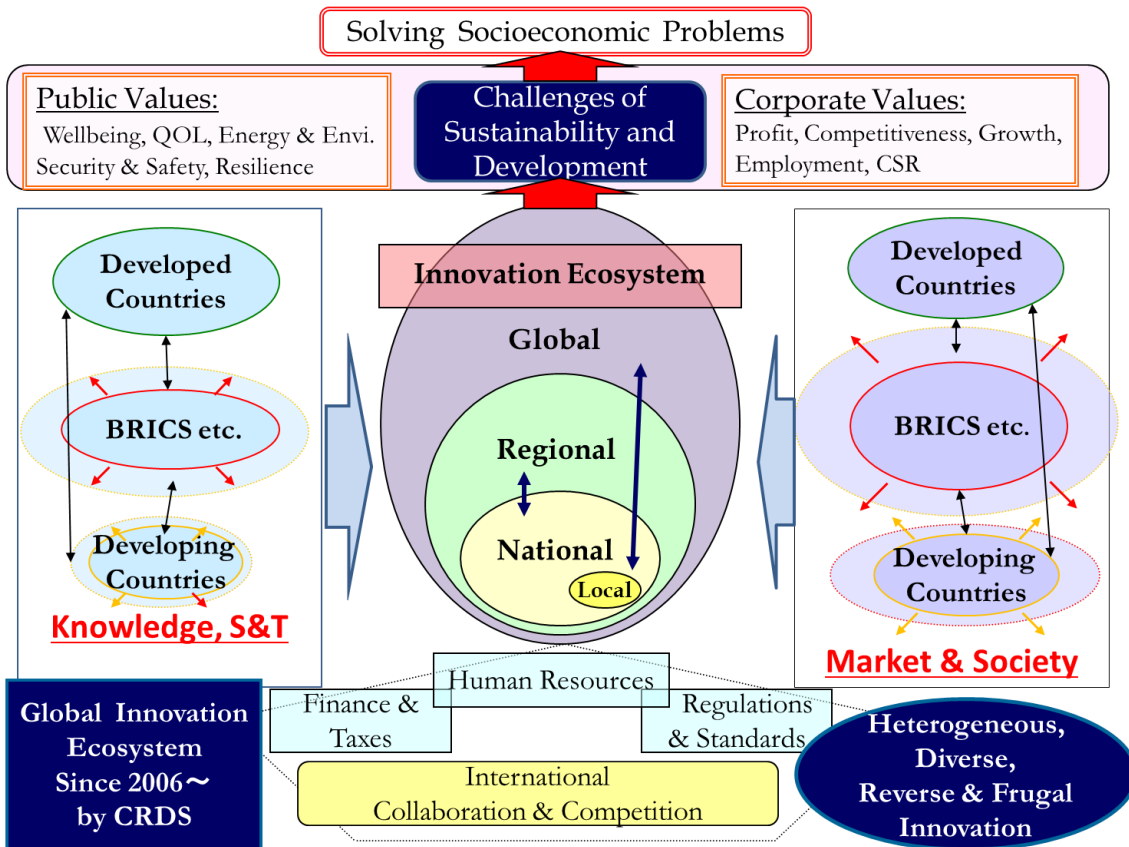 Solving Socioeconomic Problems
Public Values:
Wellbeing, QOL, Energy & Envi.
Security & Safety, Resilience
Challenges of
Sustainability and
Development
Corporate Values:
Profit, Competitiveness, Growth,
Employment, CSR
Developed
Countries
BRICS etc.
Developing
Countries
Knowledge, S&T
Innovation Ecosystem
Global
Regional
National
Local
Developed
Countries
BRICS etc.
Developing
Countries
Market & Society
Human Resources
Finance &
Taxes
Regulations
& Standards
International
Collaboration & Competition
Global Innovation
Ecosystem
Since 2006~
by CRDS
Heterogeneous,
Diverse,
Reverse & Frugal
Innovation